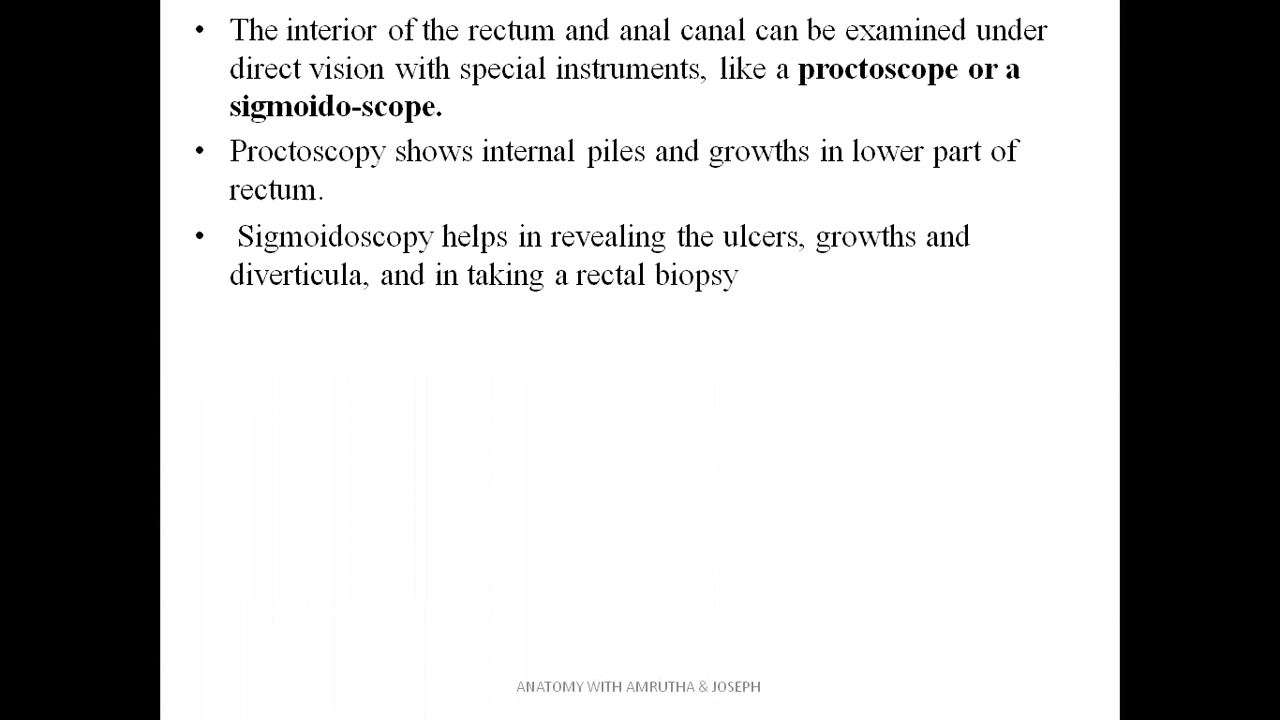 • The interior of the rectum and anal canal can be examined under
direct vision with special instruments, like a proctoscope or a
sigmoido-scope.
• Proctoscopy shows internal piles and growths in lower part of
rectum.
• Sigmoidoscopy helps in revealing the ulcers, growths and
diverticula, and in taking a rectal biopsy
ANATOMY WITH AMRUTHA & JOSEPH